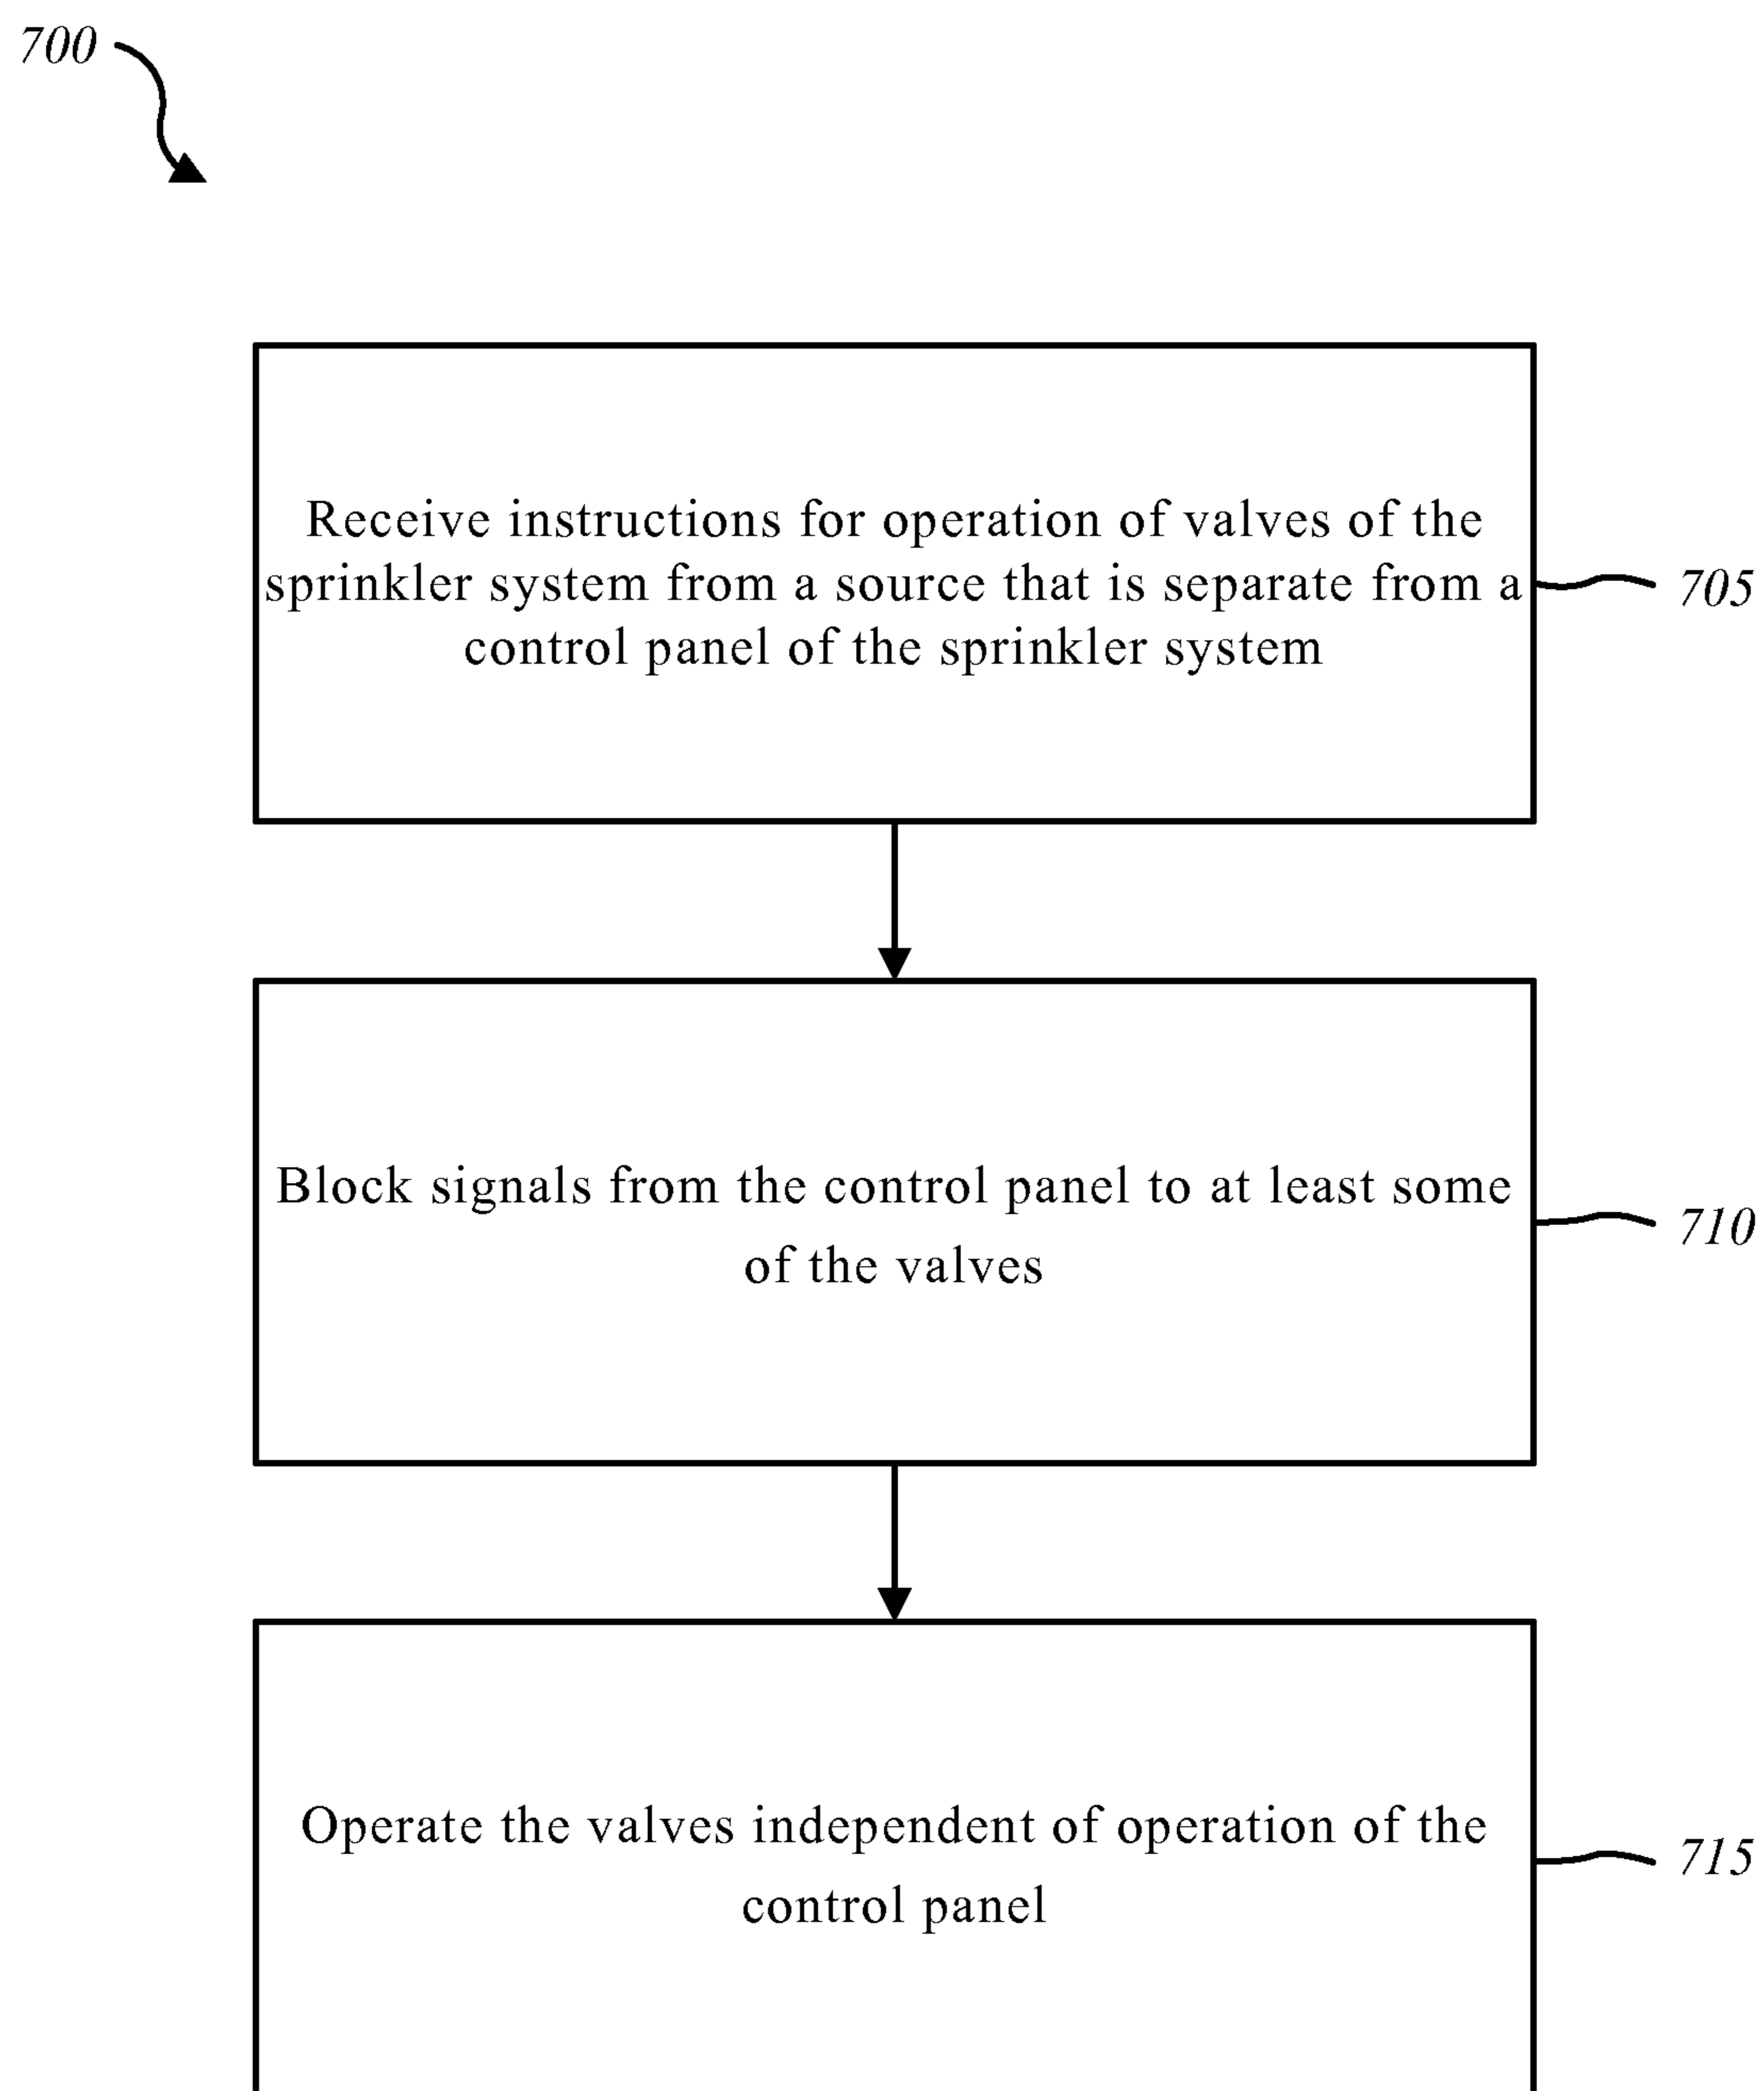 700
Receive instructions for operation of valves of the
sprinkler system from a source that is separate from a
control panel of the sprinkler system
705
Block signals from the control panel to at least some
of the valves
710
Operate the valves independent of operation of the
control panel
715